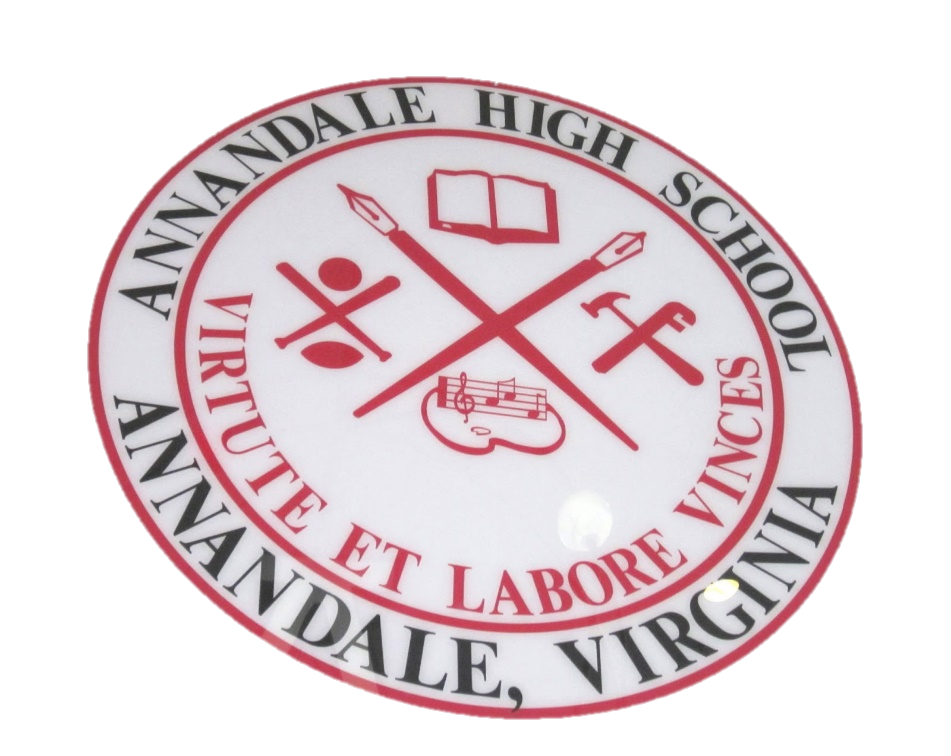 ANNANDALE HIGH SCHOOL
VIRTUTE ET LABORE VINCES
ANNANDALE, VIRGINIA